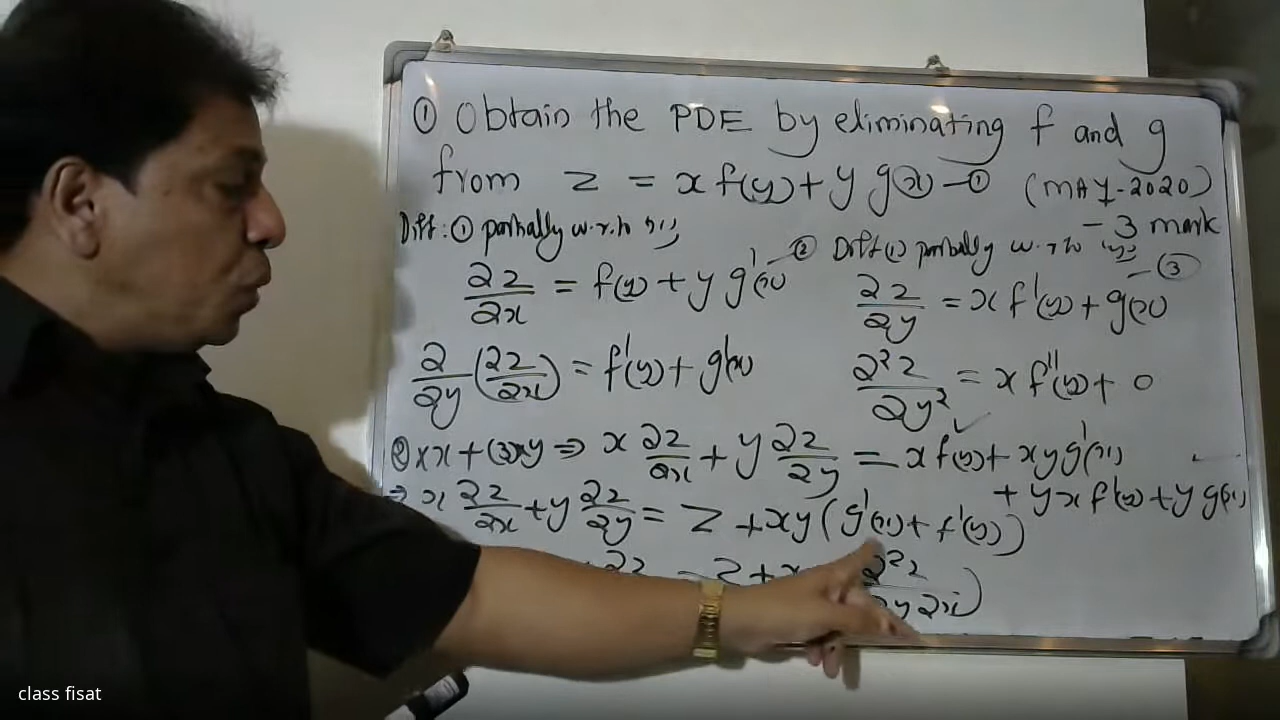 ① Obtain the PDE by eliminating f and g
from z = x f(y) + y g(x) —① (MAY-2020)
- 3 mark
Diff: ① partially w.r.to 'x'
∂z/∂x = f(y) + y g'(x) —②
Diff ① partially w.r.to 'y'
∂z/∂y = x f'(y) + g(x) —③
∂/∂y (∂z/∂x) = f'(y) + g'(x)
∂²z/∂y² = x f''(y) + 0
② × x + (3) × y ⇒ x ∂z/∂x + y ∂z/∂y = x f(y) + xy g'(x)
+ y x f'(y) + y g(x)
⇒ x ∂z/∂x + y ∂z/∂y = z + xy (g'(x) + f'(y))
∂z = z + x ∂²z/∂y∂x)
class fisat